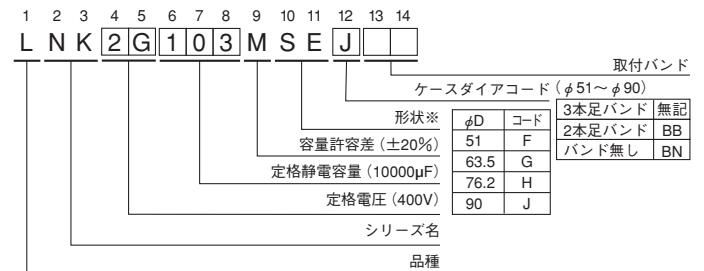 1 2 3 4 5 6 7 8 9 10 11 12 13 14
L N K 2 G 1 0 3 M S E J
取付バンド
ケースダイアコード (φ51〜φ90)
3本足バンド 無記
2本足バンド BB
バンド無し BN
形状※
φD コード
51 F
63.5 G
76.2 H
90 J
容量許容差 (±20%)
定格静電容量 (10000µF)
定格電圧 (400V)
シリーズ名
品種